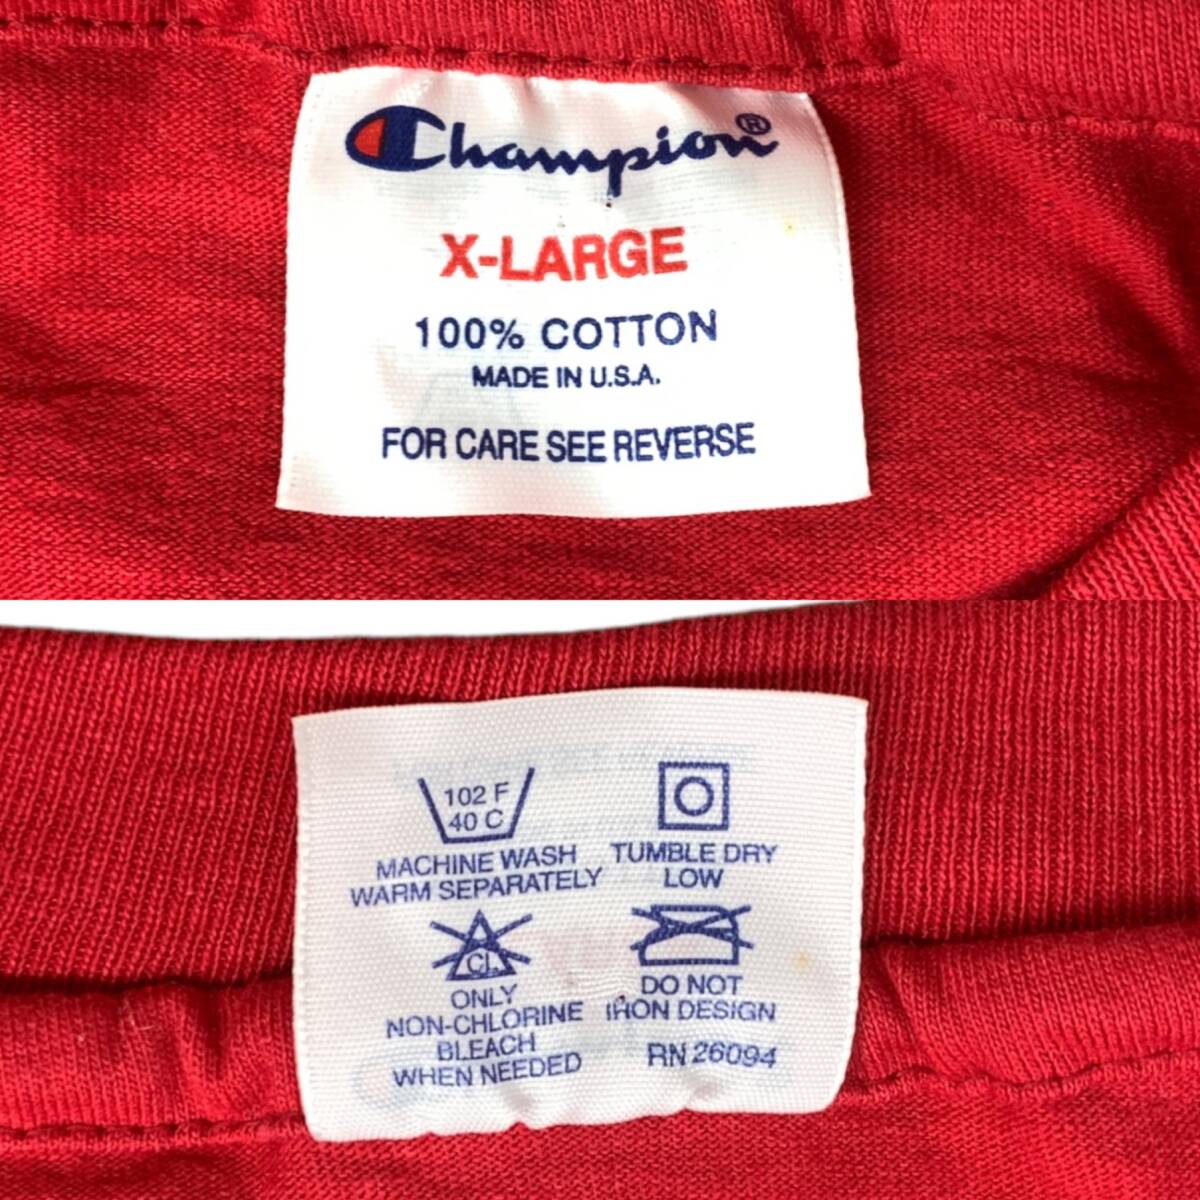 Champion®
X-LARGE
100% COTTON
MADE IN U.S.A.
FOR CARE SEE REVERSE
102 F
40 C
MACHINE WASH
WARM SEPARATELY
TUMBLE DRY
LOW
CL
ONLY
NON-CHLORINE
BLEACH
WHEN NEEDED
DO NOT
IRON DESIGN
RN 26094